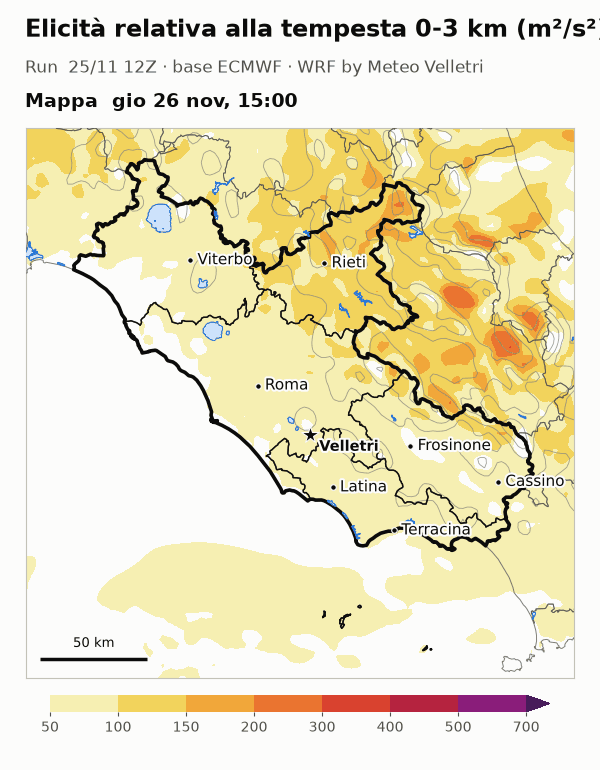 Elicità relativa alla tempesta 0-3 km (m²/s²)
Run  25/11 12Z · base ECMWF · WRF by Meteo Velletri
Mappa  gio 26 nov, 15:00
Viterbo
Rieti
Roma
Velletri
Frosinone
Cassino
Latina
Terracina
50 km
50 100 150 200 300 400 500 700